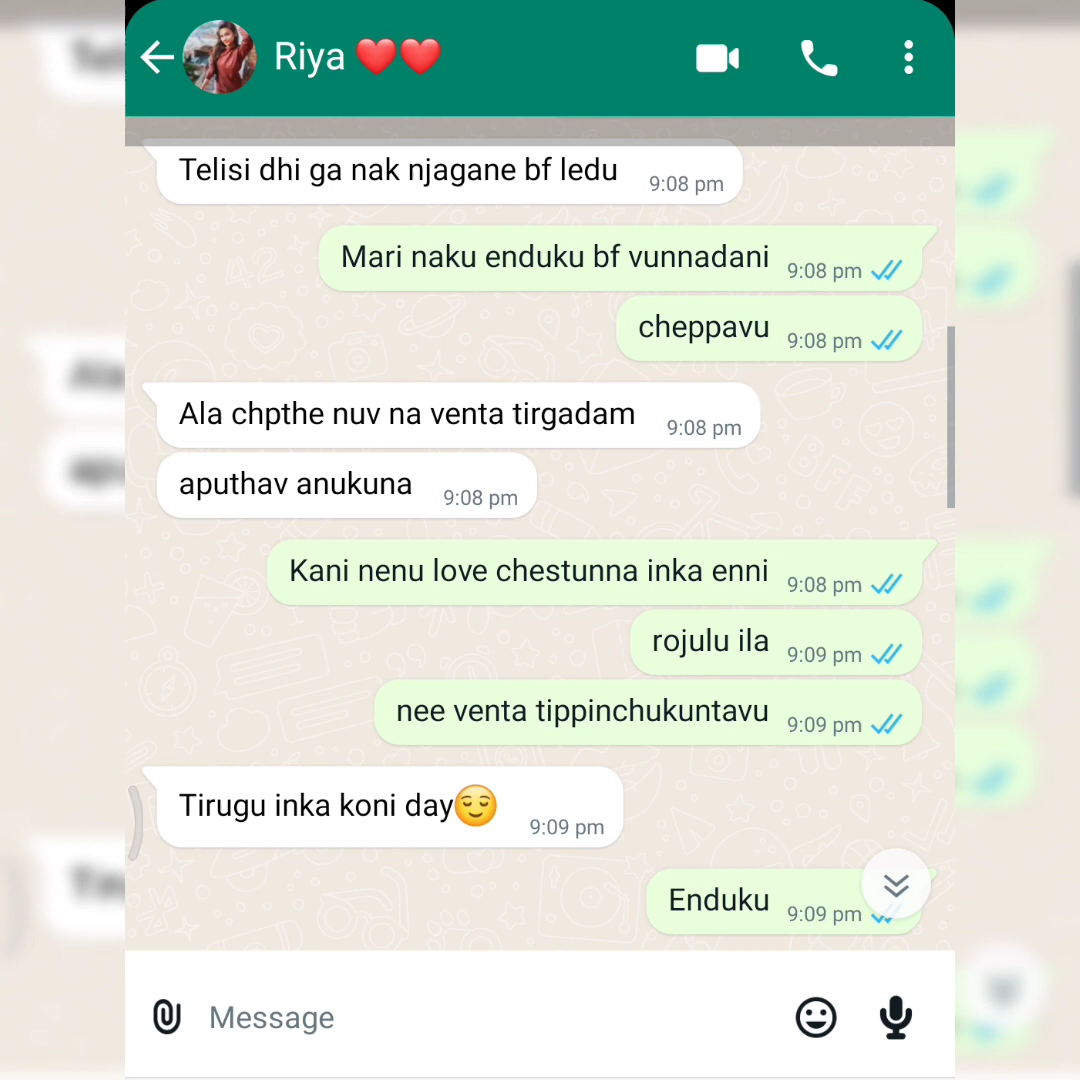 Riya ❤️❤️
Telisi dhi ga nak njagane bf ledu 9:08 pm
Mari naku enduku bf vunnadani 9:08 pm
cheppavu 9:08 pm
Ala chpthe nuv na venta tirgadam 9:08 pm
aputhav anukuna 9:08 pm
Kani nenu love chestunna inka enni 9:08 pm
rojulu ila 9:09 pm
nee venta tippinchukuntavu 9:09 pm
Tirugu inka koni day😌 9:09 pm
Enduku 9:09 pm
Message